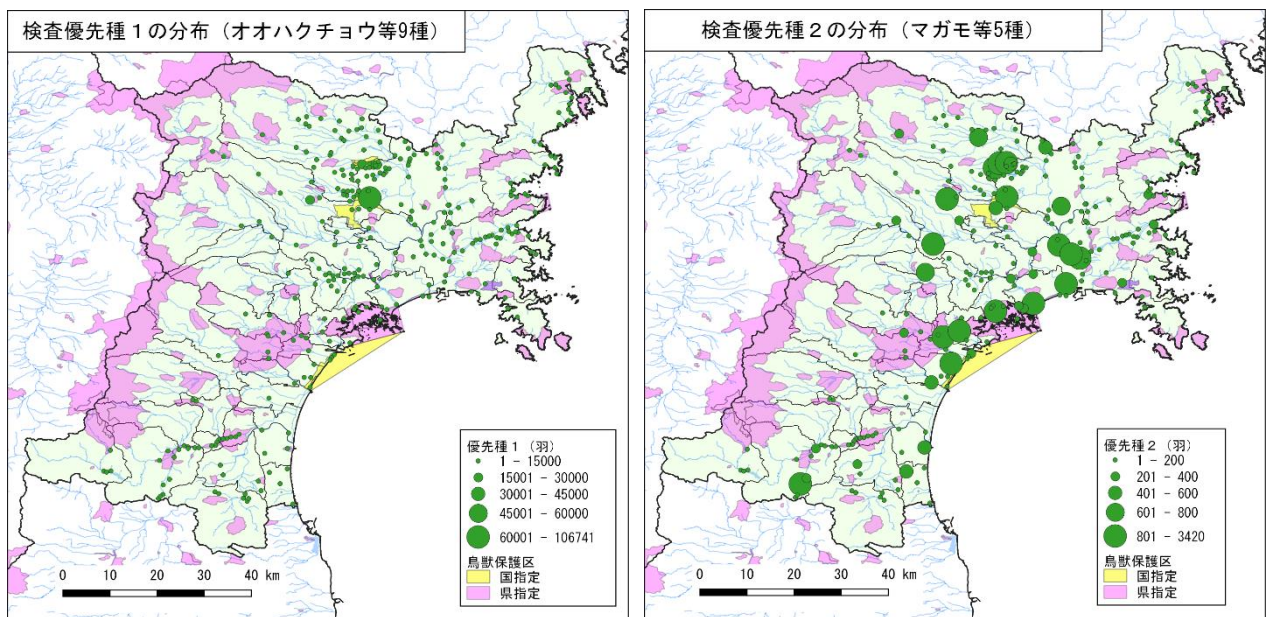 検査優先種１の分布（オオハクチョウ等9種）
優先種１（羽）
1 － 15000
15001 － 30000
30001 － 45000
45001 － 60000
60001 － 106741
鳥獣保護区
国指定
県指定
0 10 20 30 40 km
検査優先種２の分布（マガモ等5種）
優先種２（羽）
1 － 200
201 － 400
401 － 600
601 － 800
801 － 3420
鳥獣保護区
国指定
県指定
0 10 20 30 40 km